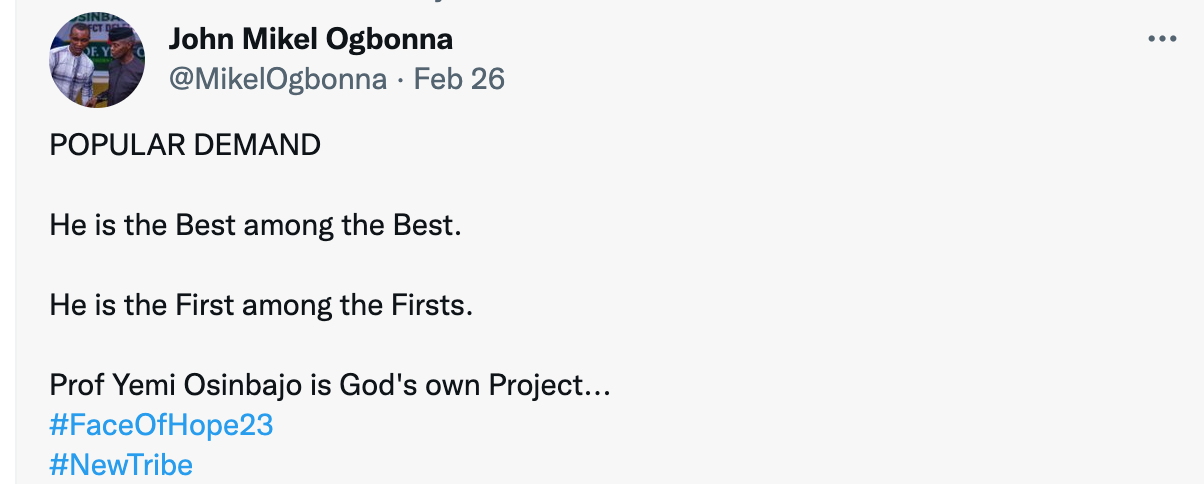 John Mikel Ogbonna
@MikelOgbonna · Feb 26
POPULAR DEMAND
He is the Best among the Best.
He is the First among the Firsts.
Prof Yemi Osinbajo is God's own Project...
#FaceOfHope23
#NewTribe